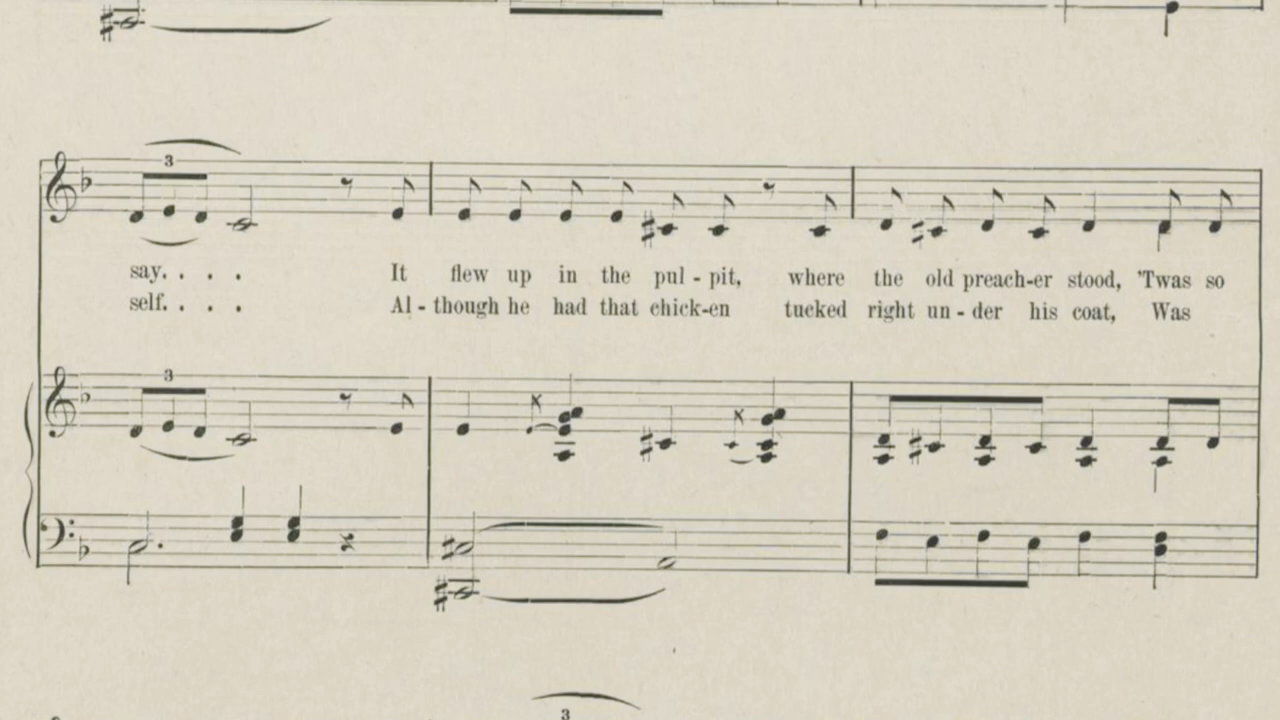 3
say. . . . It flew up in the pul - pit, where the old preach-er stood, 'Twas so
self. . . . Al - though he had that chick-en tucked right un - der his coat, Was
3
3